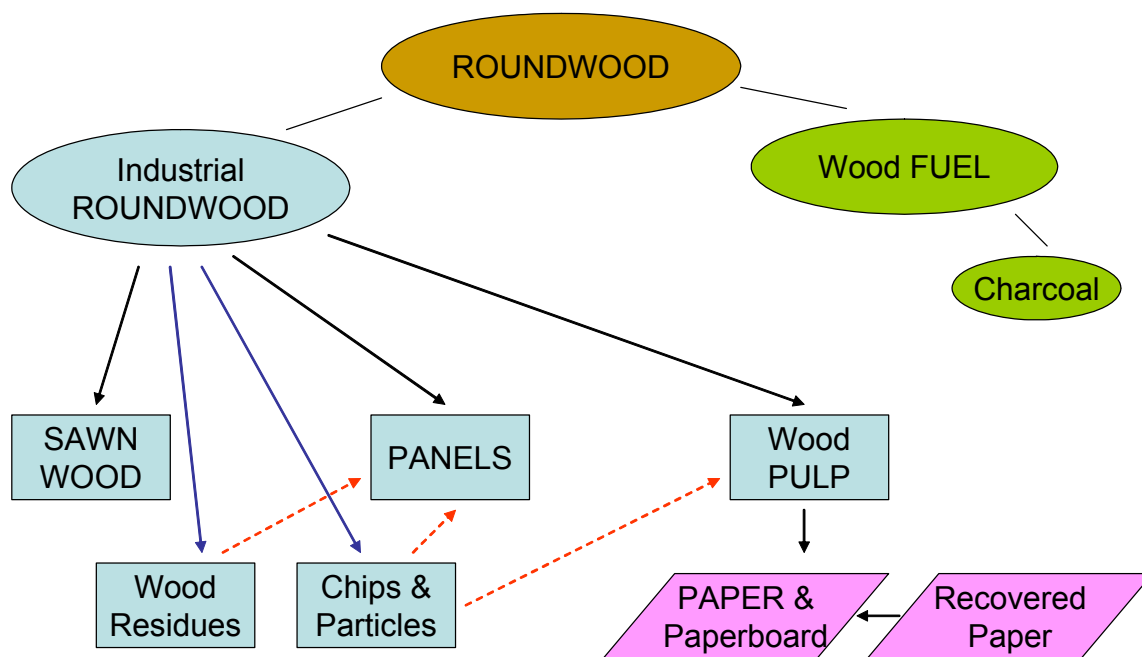 ROUNDWOOD
Industrial
ROUNDWOOD
Wood FUEL
Charcoal
SAWN
WOOD
PANELS
Wood
PULP
Wood
Residues
Chips &
Particles
PAPER &
Paperboard
Recovered
Paper